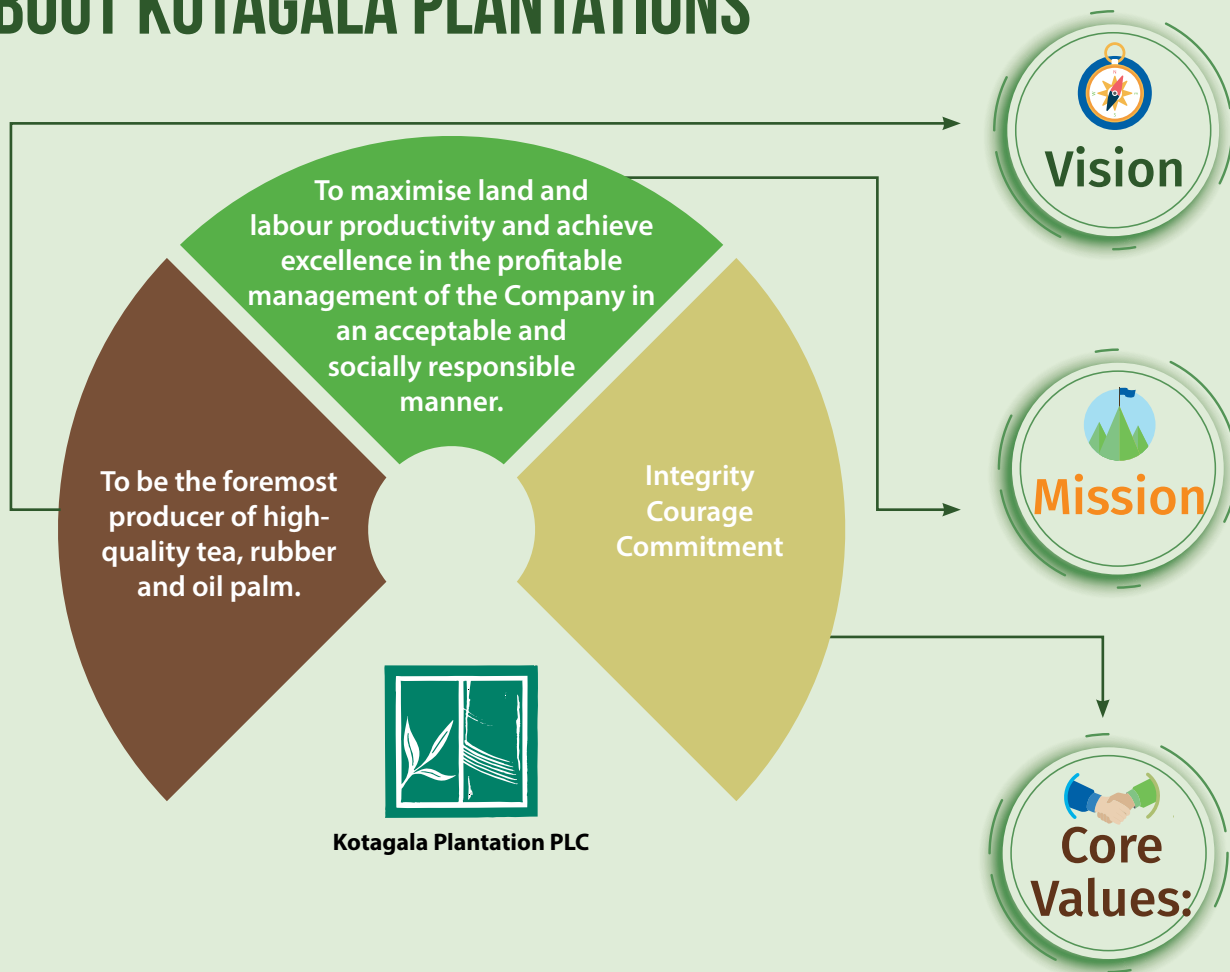 BOUT KOTAGALA PLANTATIONS
Vision
To maximise land and
labour productivity and achieve
excellence in the profitable
management of the Company in
an acceptable and
socially responsible
manner.
To be the foremost
producer of high-
quality tea, rubber
and oil palm.
Integrity
Courage
Commitment
Mission
Kotagala Plantation PLC
Core
Values: